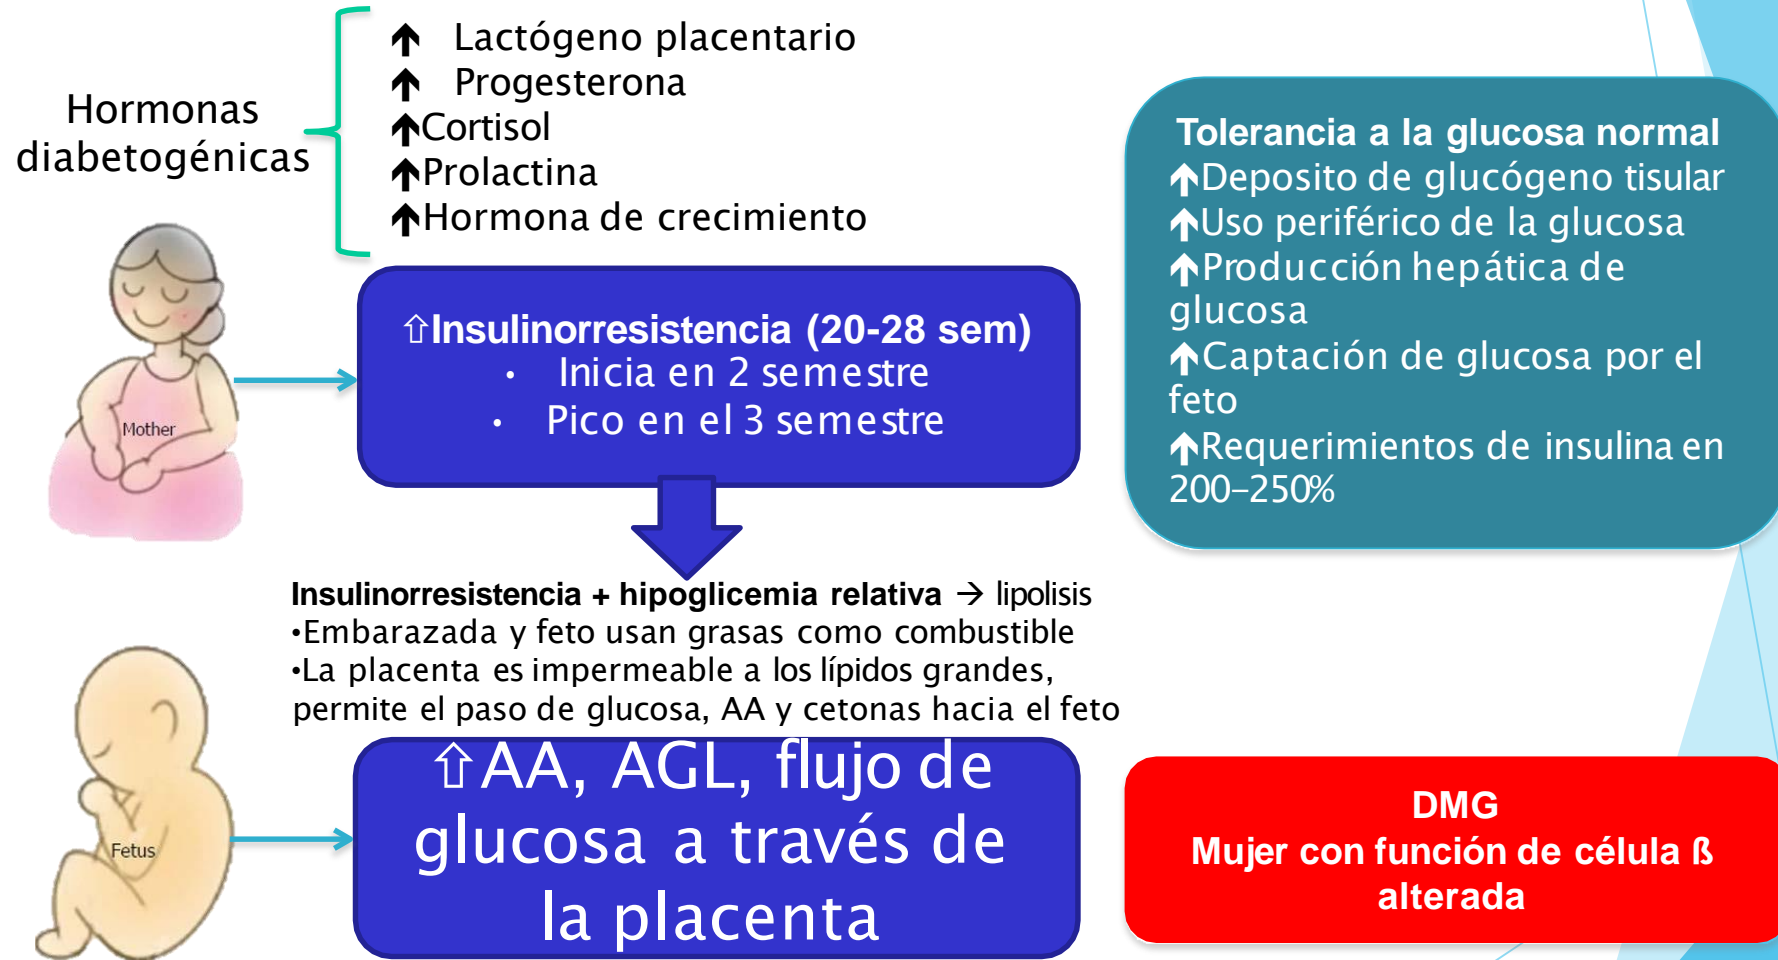 Hormonas
diabetogénicas
↑ Lactógeno placentario
↑ Progesterona
↑Cortisol
↑Prolactina
↑Hormona de crecimiento
Mother
⇧Insulinorresistencia (20-28 sem)
• Inicia en 2 semestre
• Pico en el 3 semestre
Tolerancia a la glucosa normal
↑Deposito de glucógeno tisular
↑Uso periférico de la glucosa
↑Producción hepática de
glucosa
↑Captación de glucosa por el
feto
↑Requerimientos de insulina en
200–250%
Insulinorresistencia + hipoglicemia relativa → lipolisis
•Embarazada y feto usan grasas como combustible
•La placenta es impermeable a los lípidos grandes,
permite el paso de glucosa, AA y cetonas hacia el feto
Fetus
⇧AA, AGL, flujo de
glucosa a través de
la placenta
DMG
Mujer con función de célula ß
alterada